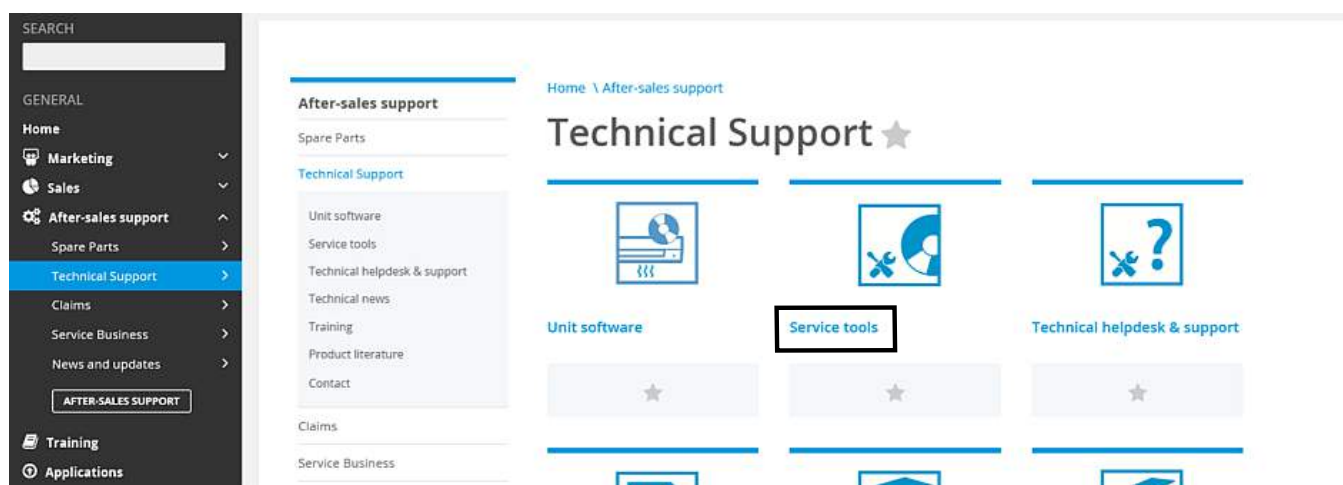 SEARCH
GENERAL
Home
Marketing
Sales
After-sales support
Spare Parts
Technical Support
Claims
Service Business
News and updates
AFTER-SALES SUPPORT
Training
Applications
After-sales support
Spare Parts
Technical Support
Unit software
Service tools
Technical helpdesk & support
Technical news
Training
Product literature
Contact
Claims
Service Business
Home \ After-sales support
Technical Support
?
Unit software
Service tools
Technical helpdesk & support